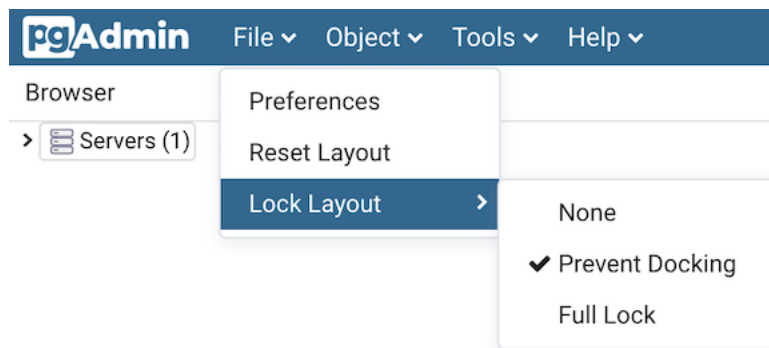 pgAdmin File Object Tools Help
Browser
Servers (1)
Preferences
Reset Layout
Lock Layout
None
Prevent Docking
Full Lock